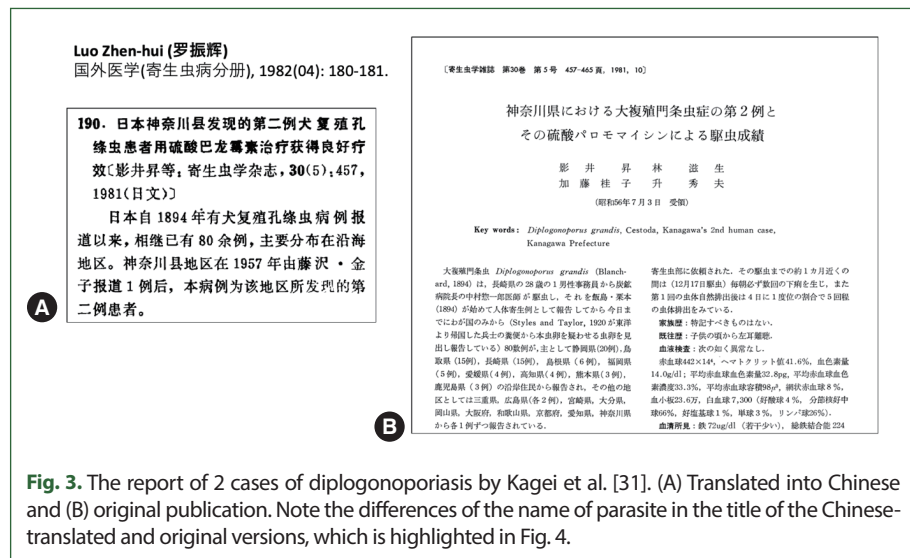 Luo Zhen-hui (罗振辉)
国外医学(寄生虫病分册), 1982(04): 180-181.
190. 日本神奈川县发现的第二例犬复殖孔
绦虫患者用硫酸巴龙霉素治疗获得良好疗
效〔影井昇等: 寄生虫学杂志, 30(5): 457,
1981(日文)〕
日本自 1894 年有犬复殖孔绦虫病例报
道以来，相继已有 80 余例，主要分布在沿海
地区。神奈川县地区在 1957 年由藤沢·金
子报道 1 例后，本病例为该地区所发现的第
二例患者。
A
〔寄生虫学雑誌 第30巻 第5号 457-465頁, 1981, 10〕
神奈川県における大複殖門条虫症の第２例と
その硫酸パロモマイシンによる駆虫成績
影井 昇 林 滋生
加藤桂子 升 秀夫
(昭和56年７月３日 受領)
Key words: Diplogonoporus grandis, Cestoda, Kanagawa's 2nd human case,
Kanagawa Prefecture
大複殖門条虫 Diplogonoporus grandis (Blanch-
ard, 1894) は，長崎県の28歳の１男性事務員から炭鉱
病院長の中村惣一郎医師が駆虫し，それを飯島・栗本
(1894) が始めて人体寄生例として報告してから今日ま
でにわが国のみから (Styles and Taylor, 1920が東洋
より帰国した兵士の糞便から本虫卵を疑わせる虫卵を見
出し報告している) 80数例が，主として静岡県(20例)，鳥
取県 (15例)，長崎県 (15例)，島根県 (６例)，福岡県
(５例)，愛媛県 (４例)，高知県 (４例)，熊本県 (３例)，
鹿児島県 (３例) の沿岸住民から報告され，その他の地
区としては三重県，広島県 (各２例)，宮崎県，大分県，
岡山県，大阪府，和歌山県，京都府，愛知県，神奈川県
から各１例ずつ報告されている．
寄生虫部に依頼された．その駆虫までの約１カ月近くの
間は (12月17日駆虫) 毎朝必ず数回の下痢を生じ，また
第１回の虫体自然排出後は４日に１度位の割合で５回程
の虫体排出をみている．
家族歴：特記すべきものはない．
既往歴：子供の頃から左耳難聴．
血液検査：次の如く異常なし．
赤血球442×14⁴，ヘマトクリット値41.6%，血色素量
14.0g/dl；平均赤血球血色素量32.8pg，平均赤血球血色
素濃度33.3%，平均赤血球容積98μ³，網状赤血球８%，
血小板23.6万，白血球7,300 (好酸球４%，分節核好中
球66%，好塩基球１%，単球３%，リンパ球26%)．
血清所見：鉄 72ug/dl (若干少い)，総鉄結合能 224
B
Fig. 3. The report of 2 cases of diplogonoporiasis by Kagei et al. [31]. (A) Translated into Chinese
and (B) original publication. Note the differences of the name of parasite in the title of the Chinese-
translated and original versions, which is highlighted in Fig. 4.